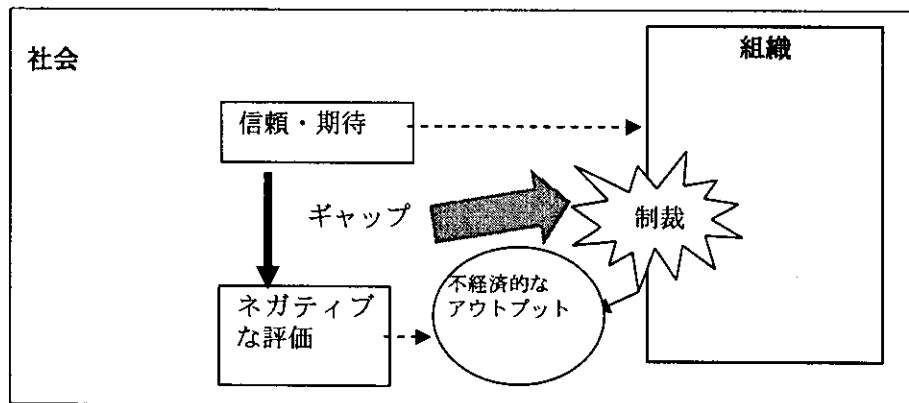 社会
組織
信頼・期待
ギャップ
制裁
不経済的な
アウトプット
ネガティブ
な評価